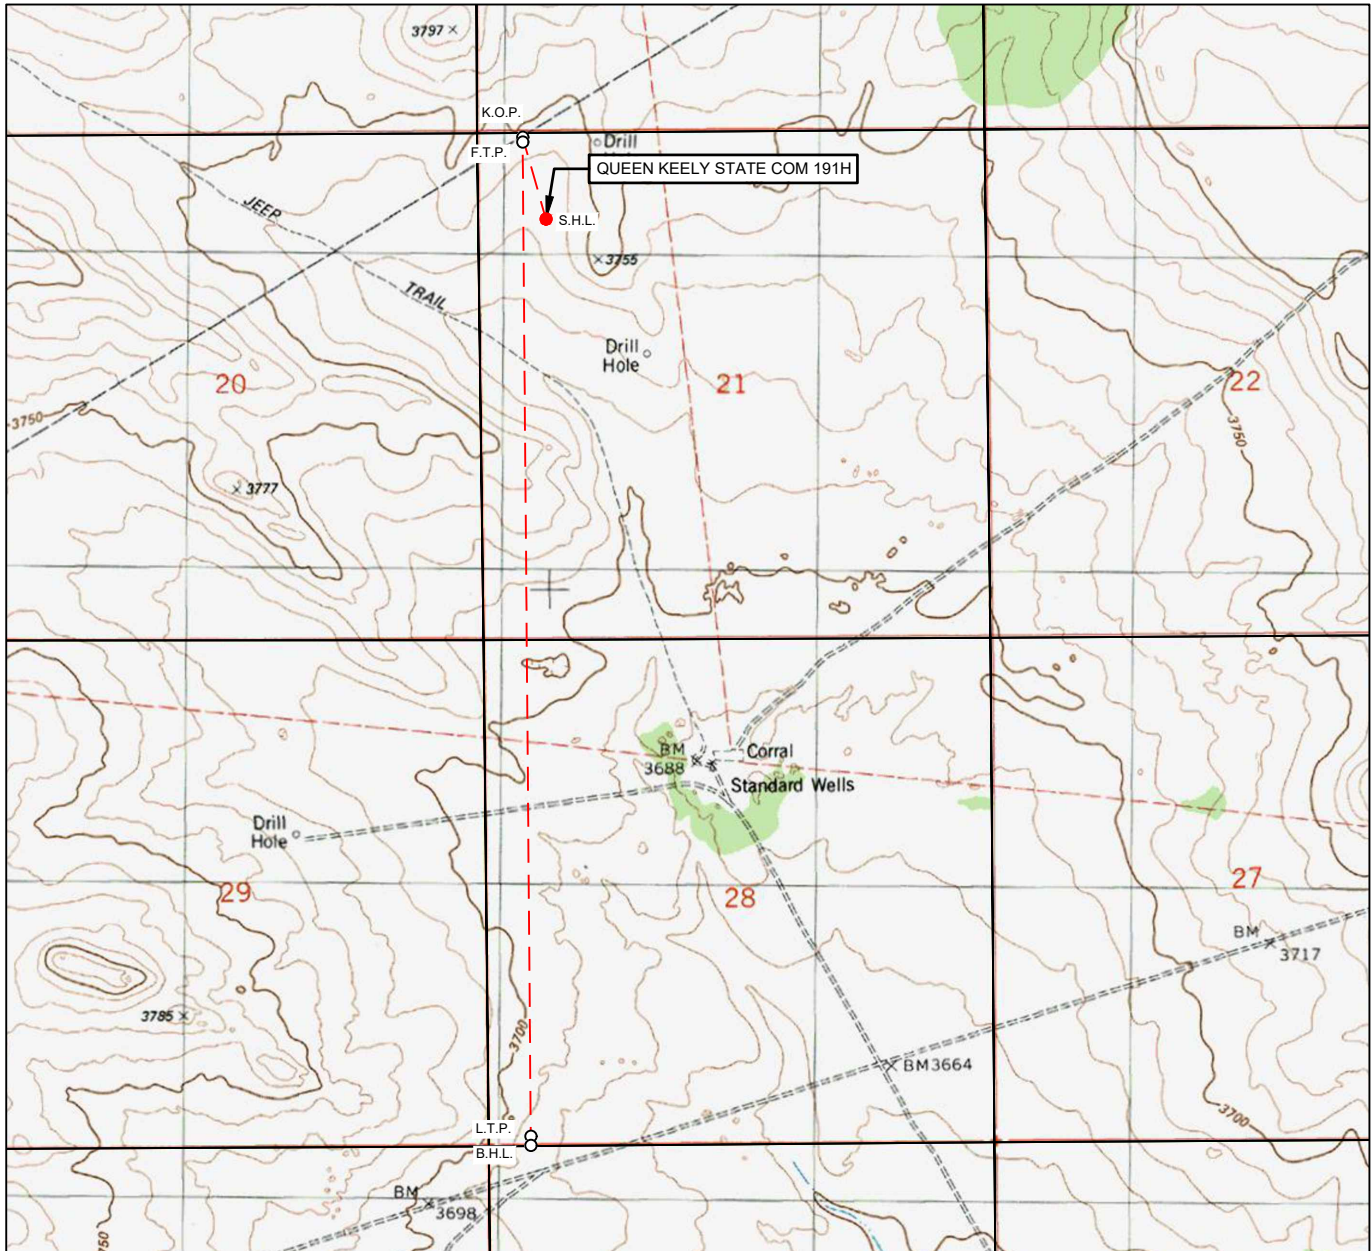 3797
K.O.P.
F.T.P.
Drill
QUEEN KEELY STATE COM 191H
JEEP
S.H.L.
3755
TRAIL
Drill
Hole
20
21
22
3750
3750
3777
BM
3688
Corral
Standard Wells
Drill
Hole
29
28
27
BM
3717
3785
3700
BM3664
3700
L.T.P.
B.H.L.
BM
3698
3750